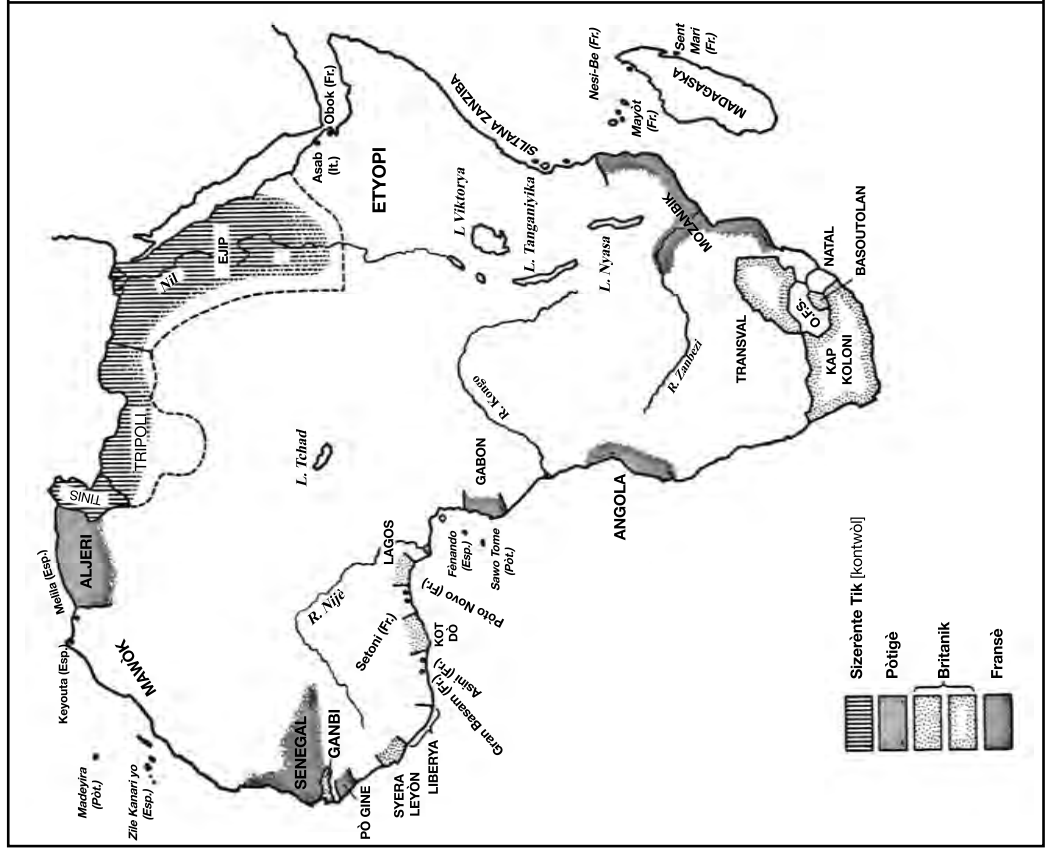 Keyouta (Esp.)
Melila (Esp.)
ALJERI
TINIS
TRIPOLI
Nil
EJIP
Madeyira
(Pòt.)
Zile Kanari yo
(Esp.)
MAWÒK
L. Tchad
Asab
(It.)
Obok (Fr.)
ETYOPI
SENEGAL
GANBI
PÒ GINE
SYERA
LEYÒN
LIBERYA
R. Nijè
Setoni (Fr.)
Gran Basam (Fr.)
Asini (Fr.)
KOT
DÒ
Pòto Novo (Fr.)
LAGOS
Fènando
(Esp.)
Sawo Tome
(Pòt.)
GABON
R. Kongo
L Viktorya
L. Tanganiyika
SILTANA ZANZIBA
L. Nyasa
Nesi-Be (Fr.)
Mayòt
(Fr.)
Sent
Mari
(Fr.)
MADAGASKA
ANGOLA
R. Zanbezi
MOZANBIK
TRANSVAL
O.F.S.
NATAL
BASOUTOLAN
KAP
KOLONI
Sizerènte Tik [kontwòl]
Pòtigè
Britanik
Fransè